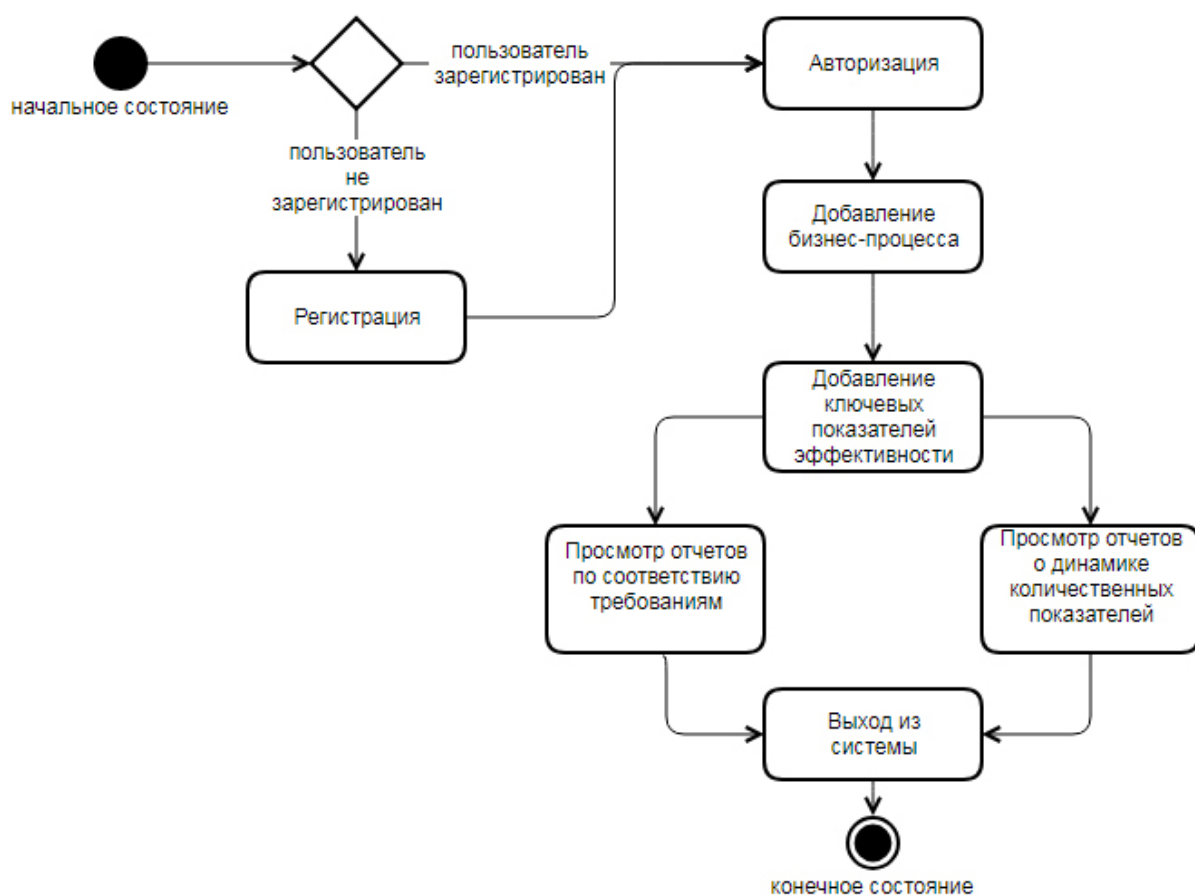 пользователь
зарегистрирован
Авторизация
начальное состояние
пользователь
не
зарегистрирован
Добавление
бизнес-процесса
Регистрация
Добавление
ключевых
показателей
эффективности
Просмотр отчетов
по соответствию
требованиям
Просмотр отчетов
о динамике
количественных
показателей
Выход из
системы
конечное состояние